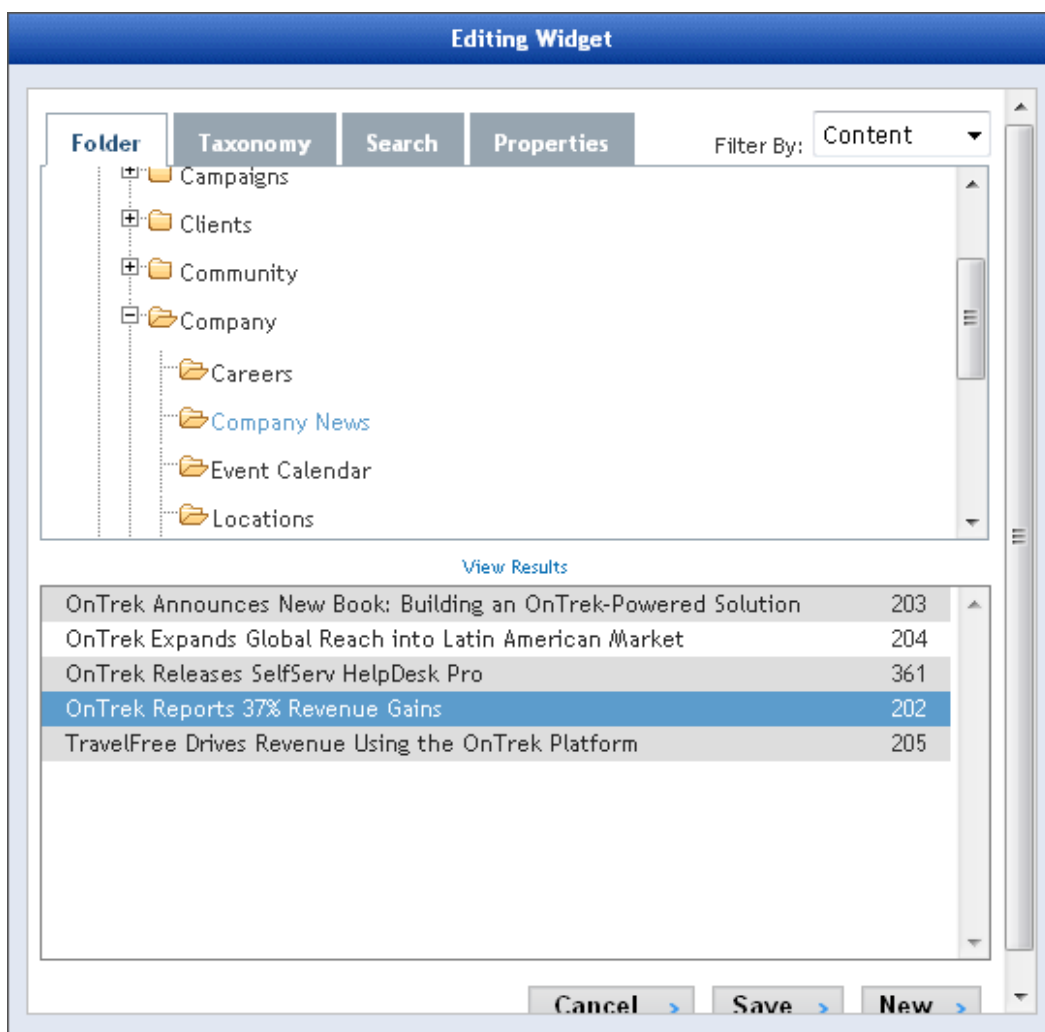 Editing Widget
Folder Taxonomy Search Properties Filter By: Content
Campaigns
Clients
Community
Company
Careers
Company News
Event Calendar
Locations
View Results
OnTrek Announces New Book: Building an OnTrek-Powered Solution 203
OnTrek Expands Global Reach into Latin American Market 204
OnTrek Releases SelfServ HelpDesk Pro 361
OnTrek Reports 37% Revenue Gains 202
TravelFree Drives Revenue Using the OnTrek Platform 205
Cancel Save New